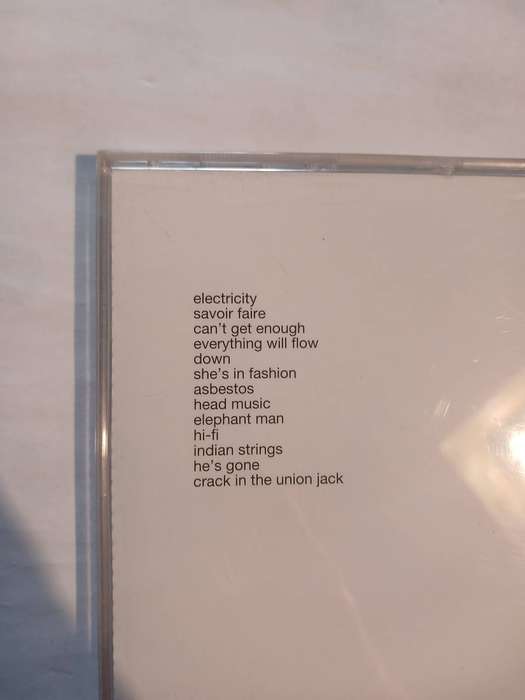 electricity
savoir faire
can't get enough
everything will flow
down
she's in fashion
asbestos
head music
elephant man
hi-fi
indian strings
he's gone
crack in the union jack